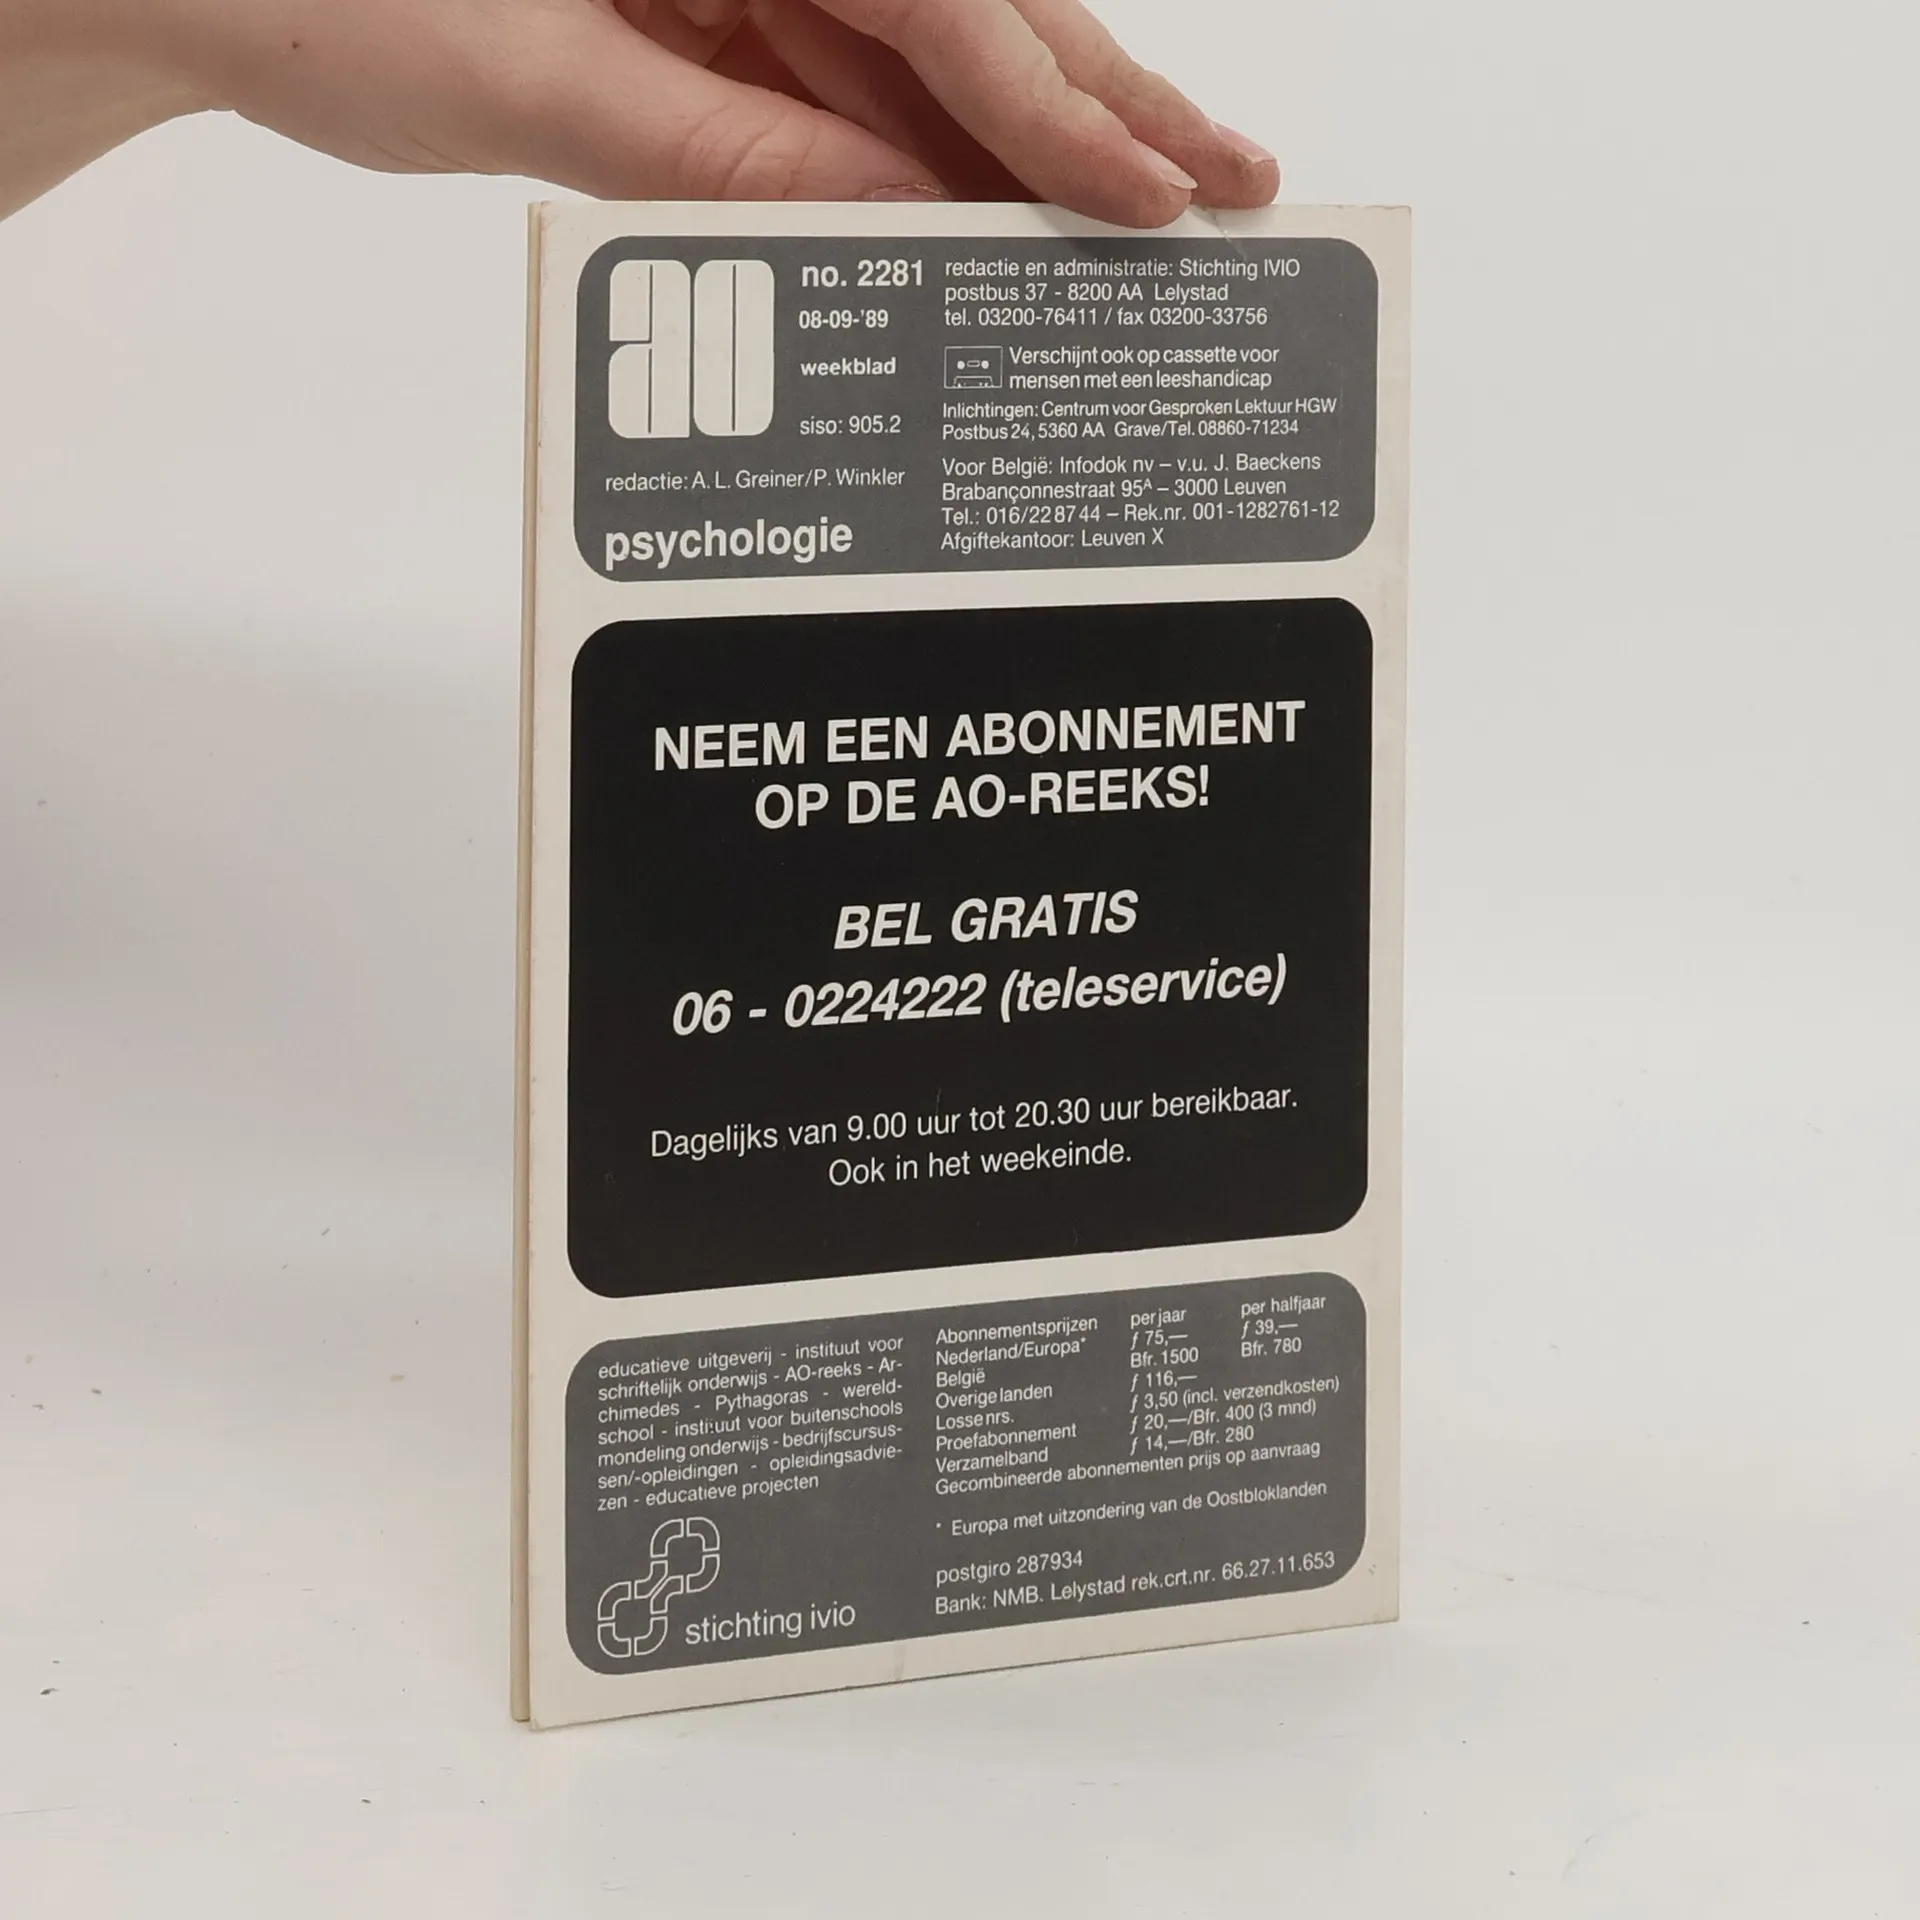 ao
no. 2281
08-09-'89
weekblad
siso: 905.2
redactie: A. L. Greiner/P. Winkler
psychologie
redactie en administratie: Stichting IVIO
postbus 37 - 8200 AA Lelystad
tel. 03200-76411 / fax 03200-33756
Verschijnt ook op cassette voor
mensen met een leeshandicap
Inlichtingen: Centrum voor Gesproken Lektuur HGW
Postbus 24, 5360 AA Grave/Tel. 08860-71234
Voor België: Infodok nv – v.u. J. Baeckens
Brabançonnestraat 95ᴬ – 3000 Leuven
Tel.: 016/22 87 44 – Rek.nr. 001-1282761-12
Afgiftekantoor: Leuven X
NEEM EEN ABONNEMENT
OP DE AO-REEKS!
BEL GRATIS
06 - 0224222 (teleservice)
Dagelijks van 9.00 uur tot 20.30 uur bereikbaar.
Ook in het weekeinde.
educatieve uitgeverij - instituut voor
schriftelijk onderwijs - AO-reeks - Ar-
chimedes - Pythagoras - wereld-
school - instituut voor buitenschools
mondeling onderwijs - bedrijfscursus-
sen/-opleidingen - opleidingsadvie-
zen - educatieve projecten
stichting ivio
Abonnementsprijzen per jaar per halfjaar
Nederland/Europa* ƒ 75,— ƒ 39,—
België Bfr. 1500 Bfr. 780
Overige landen ƒ 116,—
Losse nrs. ƒ 3,50 (incl. verzendkosten)
Proefabonnement ƒ 20,—/Bfr. 400 (3 mnd)
Verzamelband ƒ 14,—/Bfr. 280
Gecombineerde abonnementen prijs op aanvraag
* Europa met uitzondering van de Oostbloklanden
postgiro 287934
Bank: NMB. Lelystad rek.crt.nr. 66.27.11.653